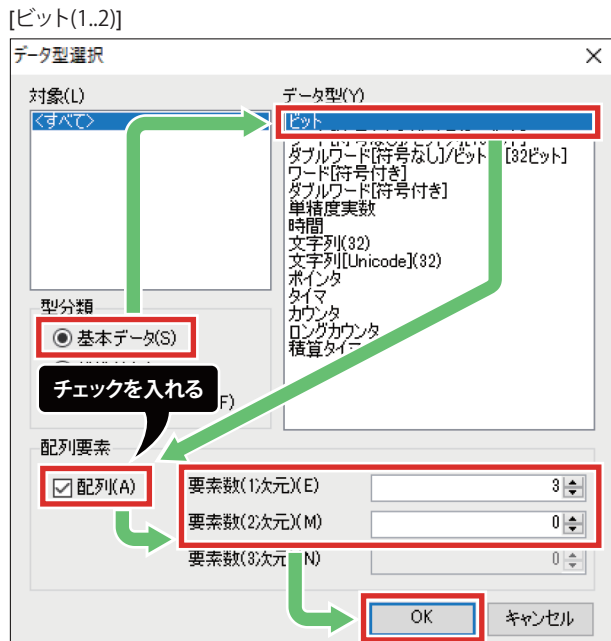 [ビット(1..2)]
データ型選択
対象(L)
<すべて>
データ型(Y)
ビット
ダブルワード[符号なし]/ビット [32ビット]
ワード[符号付き]
ダブルワード[符号付き]
単精度実数
時間
文字列(32)
文字列[Unicode](32)
ポインタ
タイマ
カウンタ
ロングカウンタ
積算タイマ
型分類
基本データ(S)
チェックを入れる
F)
配列要素
配列(A)
要素数(1次元)(E)
3
要素数(2次元)(M)
0
要素数(3次元 N)
0
OK
キャンセル